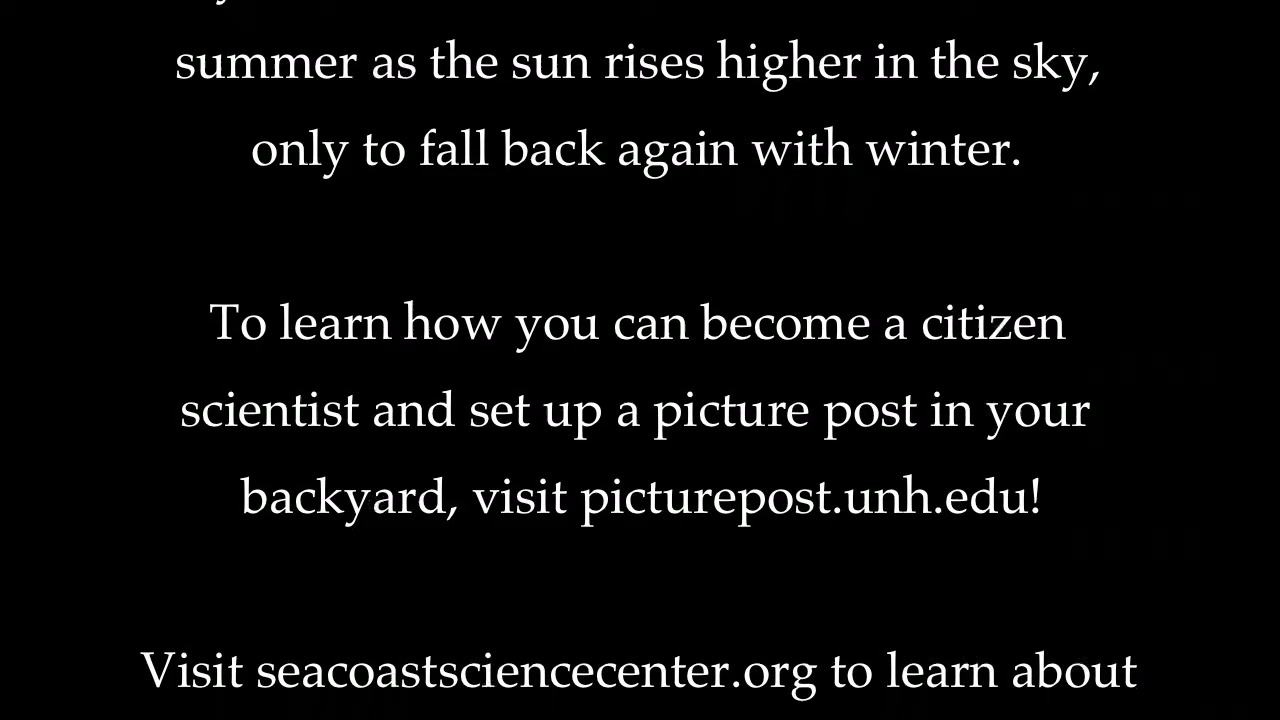 summer as the sun rises higher in the sky,
only to fall back again with winter.
To learn how you can become a citizen
scientist and set up a picture post in your
backyard, visit picturepost.unh.edu!
Visit seacoastsciencecenter.org to learn about